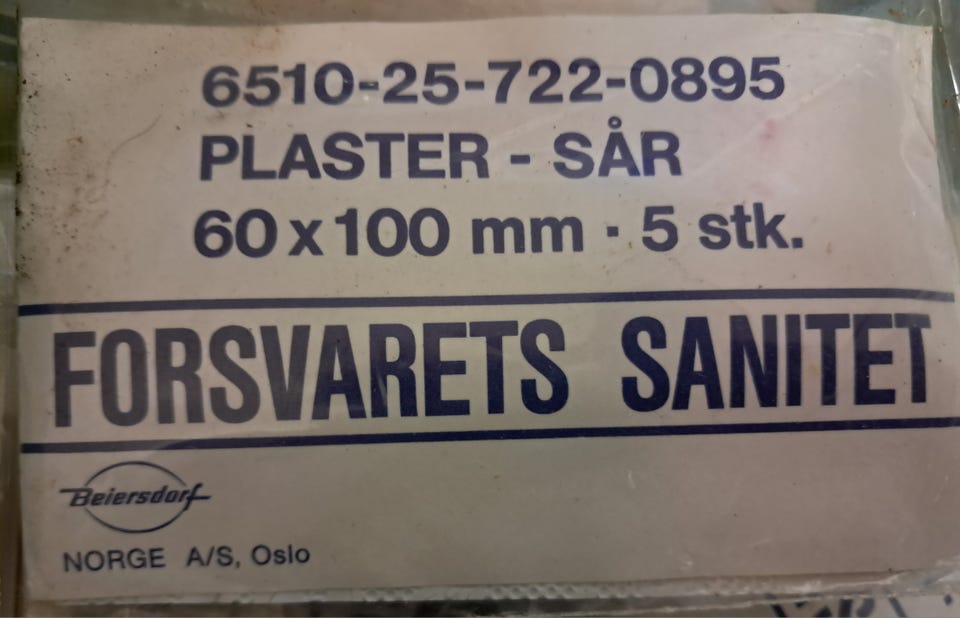 6510-25-722-0895
PLASTER - SÅR
60 x 100 mm · 5 stk.
FORSVARETS SANITET
Beiersdorf
NORGE A/S, Oslo